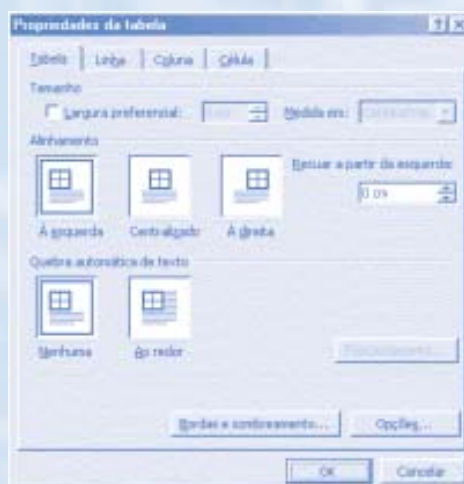 Propriedades da tabela
Tabela Linha Coluna Célula
Tamanho
Largura preferencial: Medida em:
Alinhamento
Recuar a partir da esquerda:
0 cm
À esquerda Centralizado À direita
Quebra automática de texto
Nenhuma Ao redor
Bordas e sombreamento... Opções...
OK Cancelar